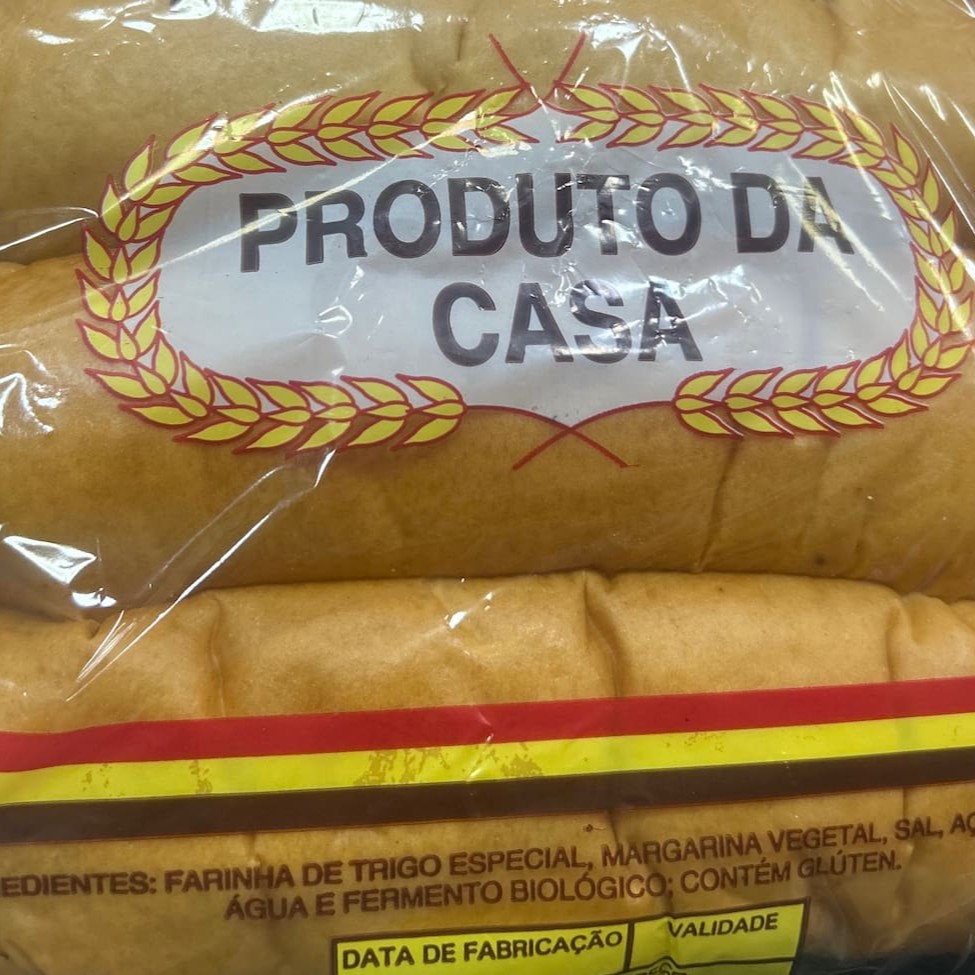 PRODUTO DA
CASA
EDIENTES: FARINHA DE TRIGO ESPECIAL, MARGARINA VEGETAL, SAL,
ÁGUA E FERMENTO BIOLÓGICO; CONTÉM GLÚTEN.
DATA DE FABRICAÇÃO
VALIDADE